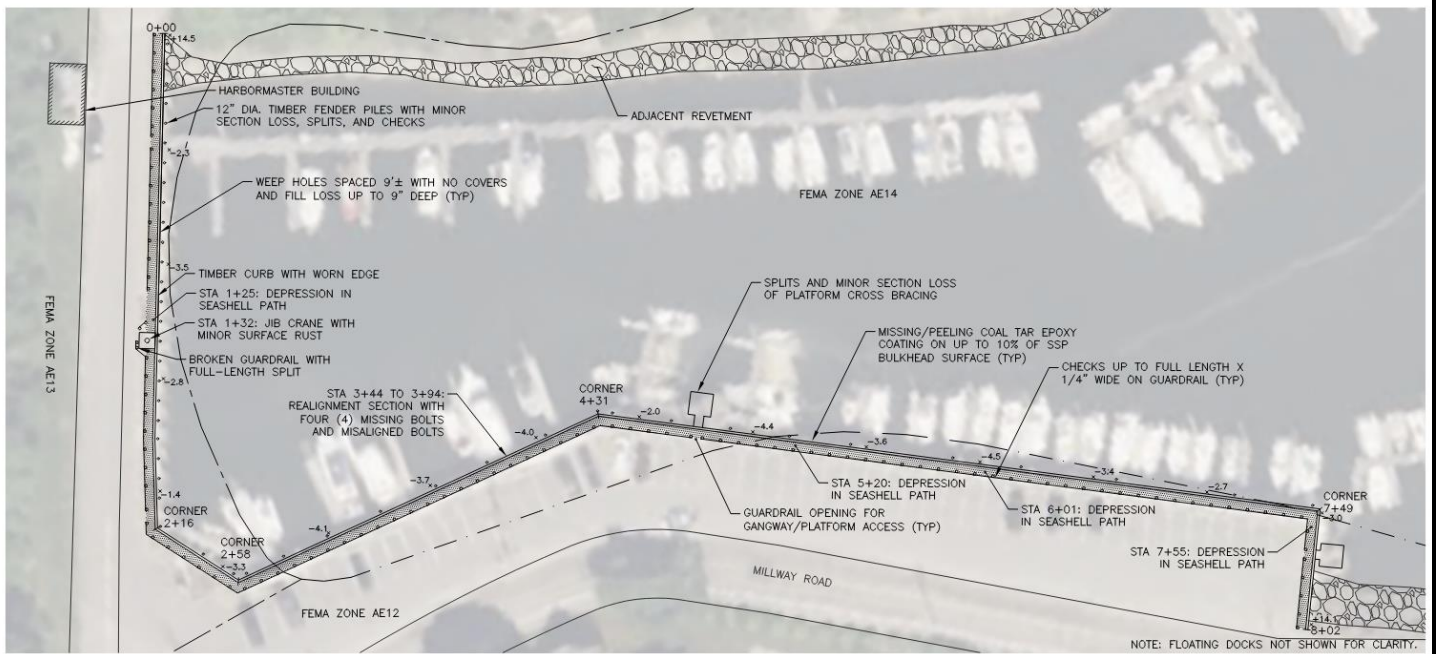 0+00
+14.5
HARBORMASTER BUILDING
12" DIA. TIMBER FENDER PILES WITH MINOR
SECTION LOSS, SPLITS, AND CHECKS
ADJACENT REVETMENT
-2.3
WEEP HOLES SPACED 9'± WITH NO COVERS
AND FILL LOSS UP TO 9" DEEP (TYP)
FEMA ZONE AE14
-3.5
TIMBER CURB WITH WORN EDGE
STA 1+25: DEPRESSION IN
SEASHELL PATH
STA 1+32: JIB CRANE WITH
MINOR SURFACE RUST
BROKEN GUARDRAIL WITH
FULL-LENGTH SPLIT
FEMA ZONE AE13
-2.8
SPLITS AND MINOR SECTION LOSS
OF PLATFORM CROSS BRACING
MISSING/PEELING COAL TAR EPOXY
COATING ON UP TO 10% OF SSP
BULKHEAD SURFACE (TYP)
CHECKS UP TO FULL LENGTH X
1/4" WIDE ON GUARDRAIL (TYP)
STA 3+44 TO 3+94:
REALIGNMENT SECTION WITH
FOUR (4) MISSING BOLTS
AND MISALIGNED BOLTS
CORNER
4+31
-2.0
-4.4
-4.0
-3.6
-4.5
-3.4
-3.7
-2.7
-1.4
CORNER
2+16
STA 5+20: DEPRESSION
IN SEASHELL PATH
GUARDRAIL OPENING FOR
GANGWAY/PLATFORM ACCESS (TYP)
STA 6+01: DEPRESSION
IN SEASHELL PATH
CORNER
7+49
-3.0
-4.1
CORNER
2+58
-3.3
STA 7+55: DEPRESSION
IN SEASHELL PATH
MILLWAY ROAD
FEMA ZONE AE12
+14.1
8+02
NOTE: FLOATING DOCKS NOT SHOWN FOR CLARITY.